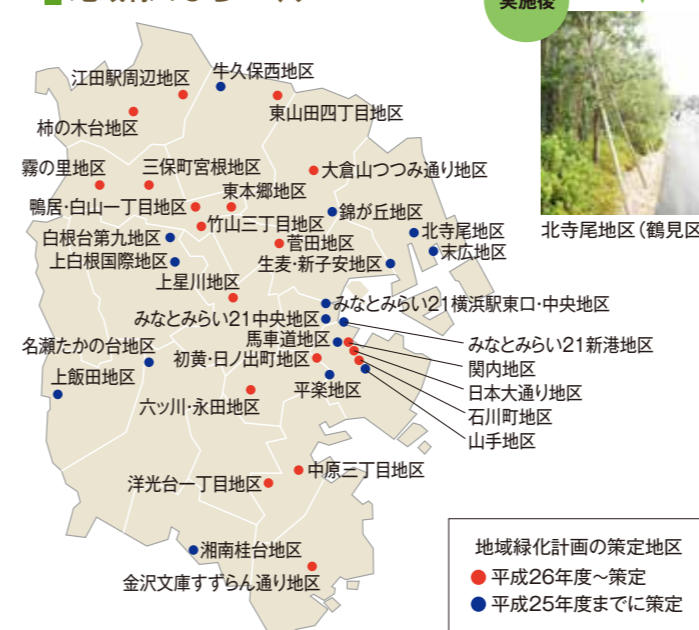 実施後
江田駅周辺地区
牛久保西地区
東山田四丁目地区
柿の木台地区
霧の里地区
三保町宮根地区
大倉山つつみ通り地区
東本郷地区
鴨居・白山一丁目地区
竹山三丁目地区
錦が丘地区
北寺尾地区
白根台第九地区
菅田地区
末広地区
上白根国際地区
生麦・新子安地区
上星川地区
みなとみらい21横浜駅東口・中央地区
みなとみらい21中央地区
みなとみらい21新港地区
馬車道地区
名瀬たかの台地区
初黄・日ノ出町地区
関内地区
上飯田地区
日本大通り地区
平楽地区
石川町地区
六ッ川・永田地区
山手地区
中原三丁目地区
洋光台一丁目地区
湘南桂台地区
金沢文庫すずらん通り地区
北寺尾地区(鶴見区
地域緑化計画の策定地区
平成26年度〜策定
平成25年度までに策定